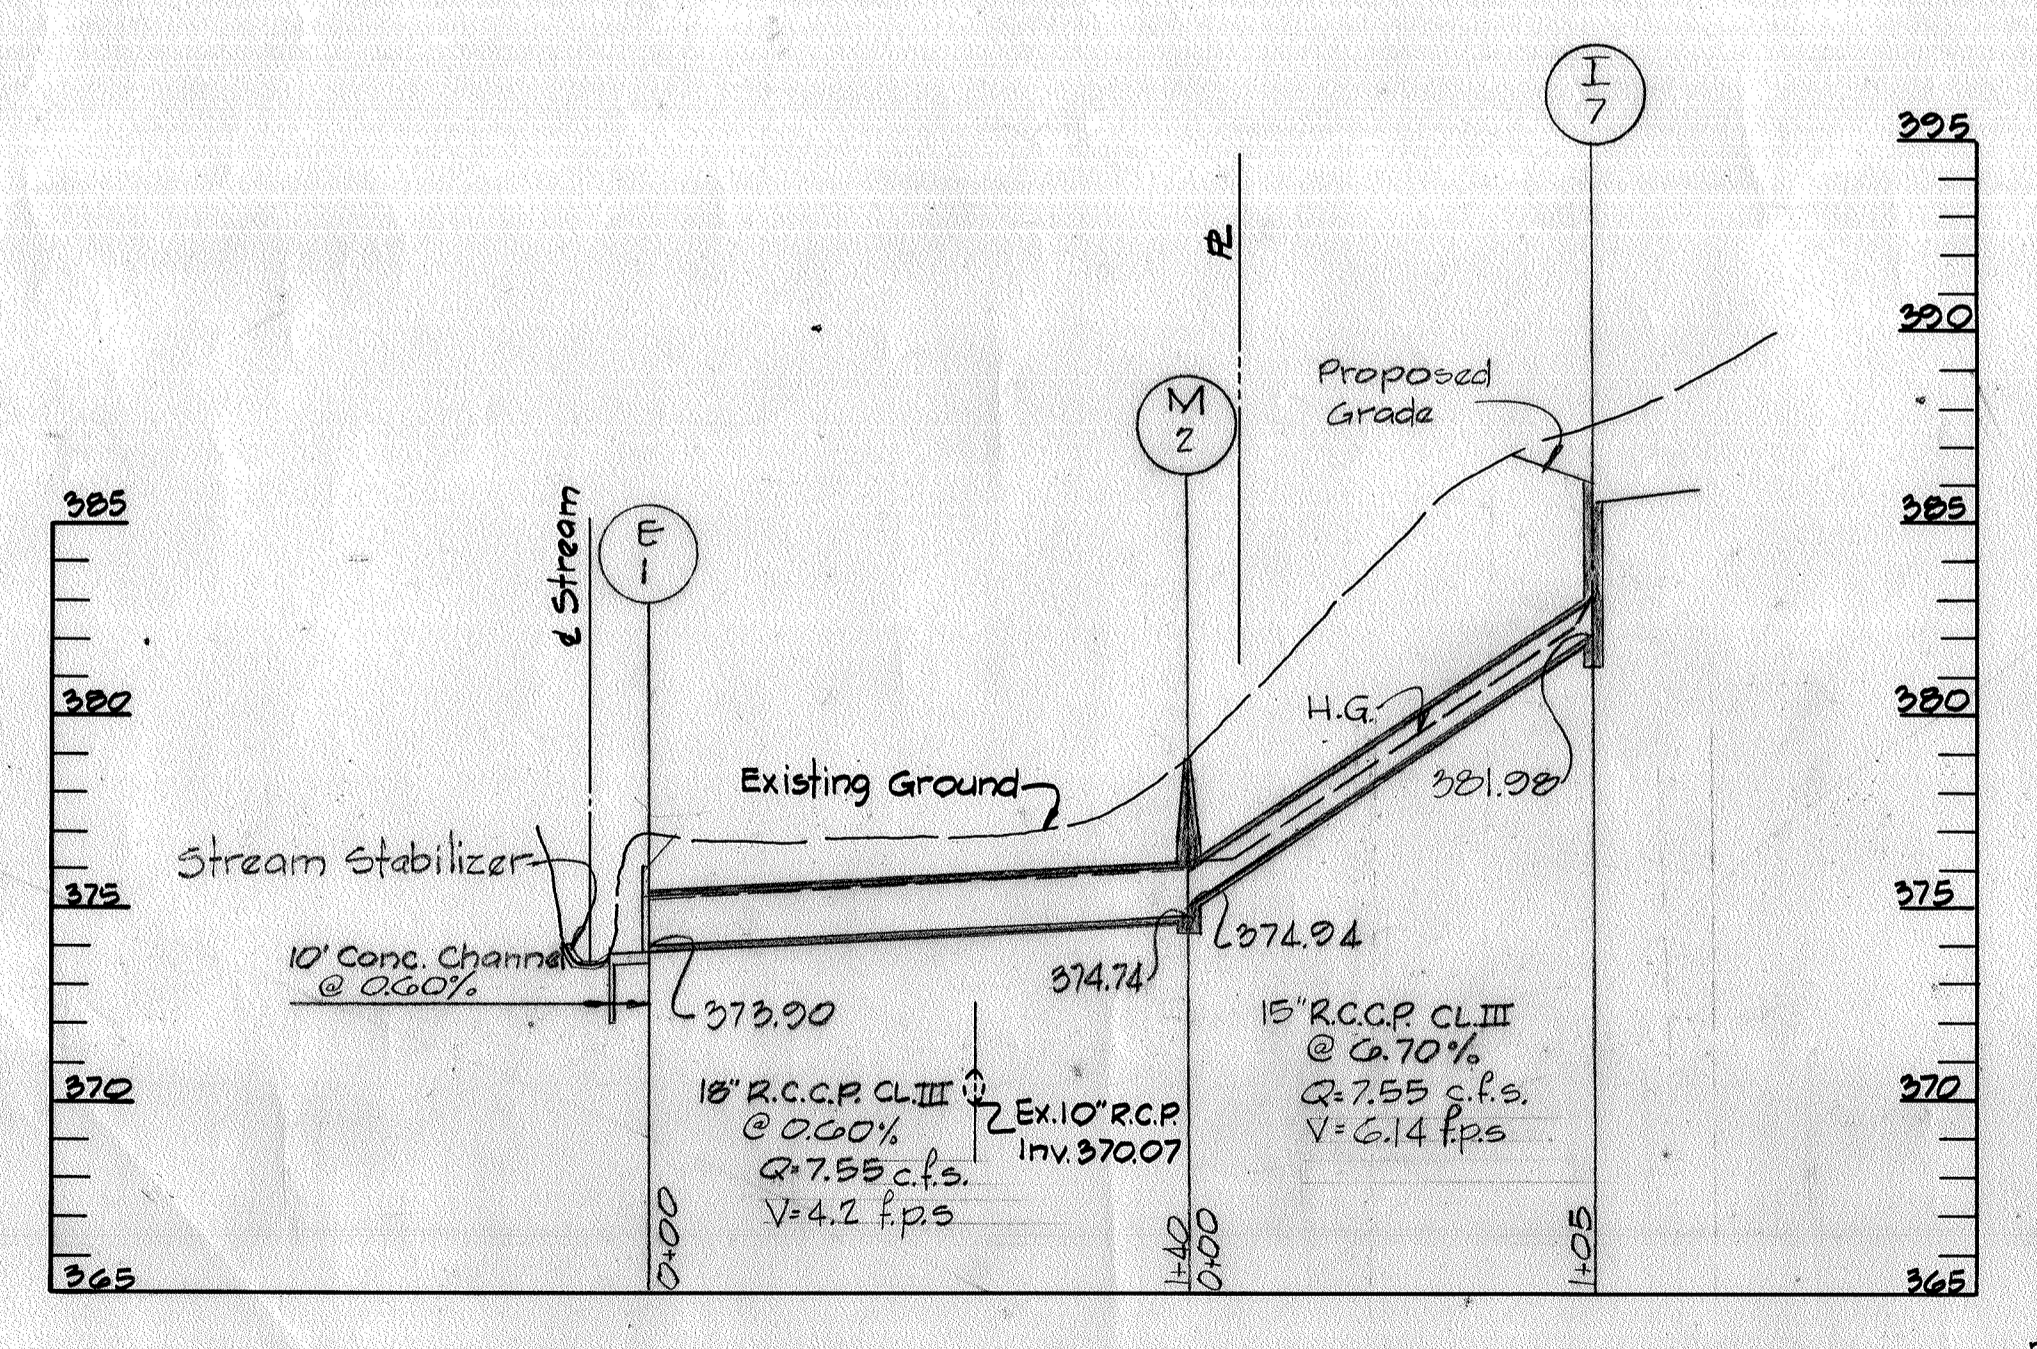 I
7
395
390
385
380
375
370
365
385
380
375
370
365
PL
M
2
E
1
Proposed
Grade
℄ Stream
H.G.
381.98
Existing Ground
Stream Stabilizer
10' Conc. Channel
@ 0.60%
373.90
374.74
374.94
18" R.C.C.P. CL.III
@ 0.60%
Q=7.55 c.f.s.
V=4.2 f.p.s
Ex.10" R.C.P.
Inv. 370.07
15" R.C.C.P. CL.III
@ 6.70%
Q=7.55 c.f.s.
V=6.14 f.p.s
0+00
1+40
0+00
1+05